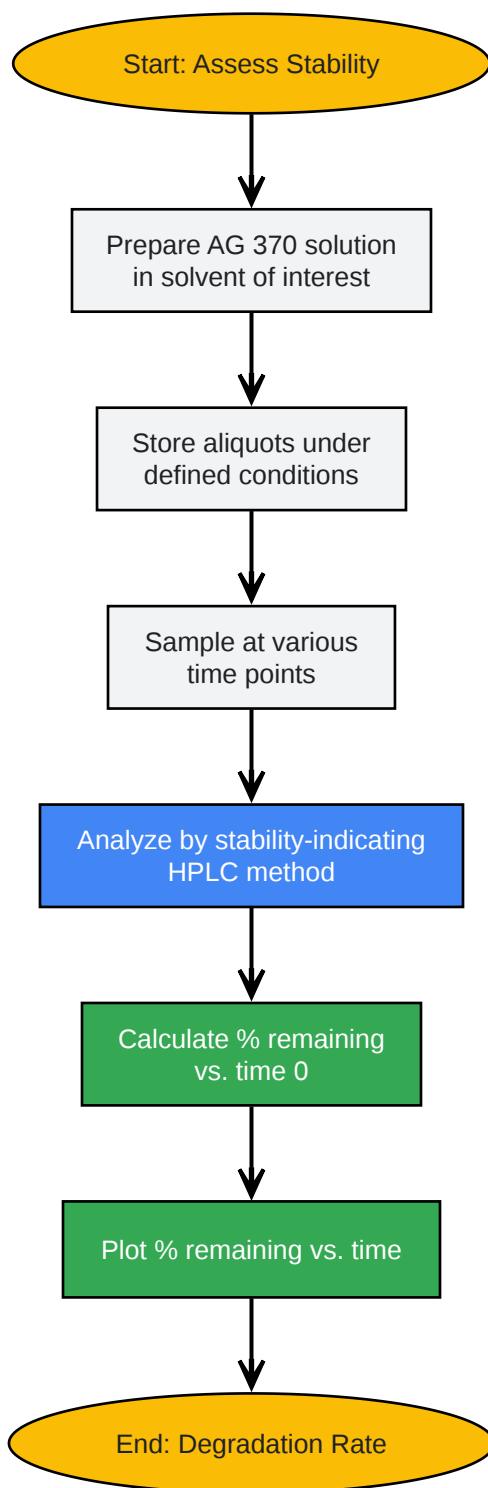 Start: Assess Stability
Prepare AG 370 solution
in solvent of interest
Store aliquots under
defined conditions
Sample at various
time points
Analyze by stability-indicating
HPLC method
Calculate % remaining
vs. time 0
Plot % remaining vs. time
End: Degradation Rate